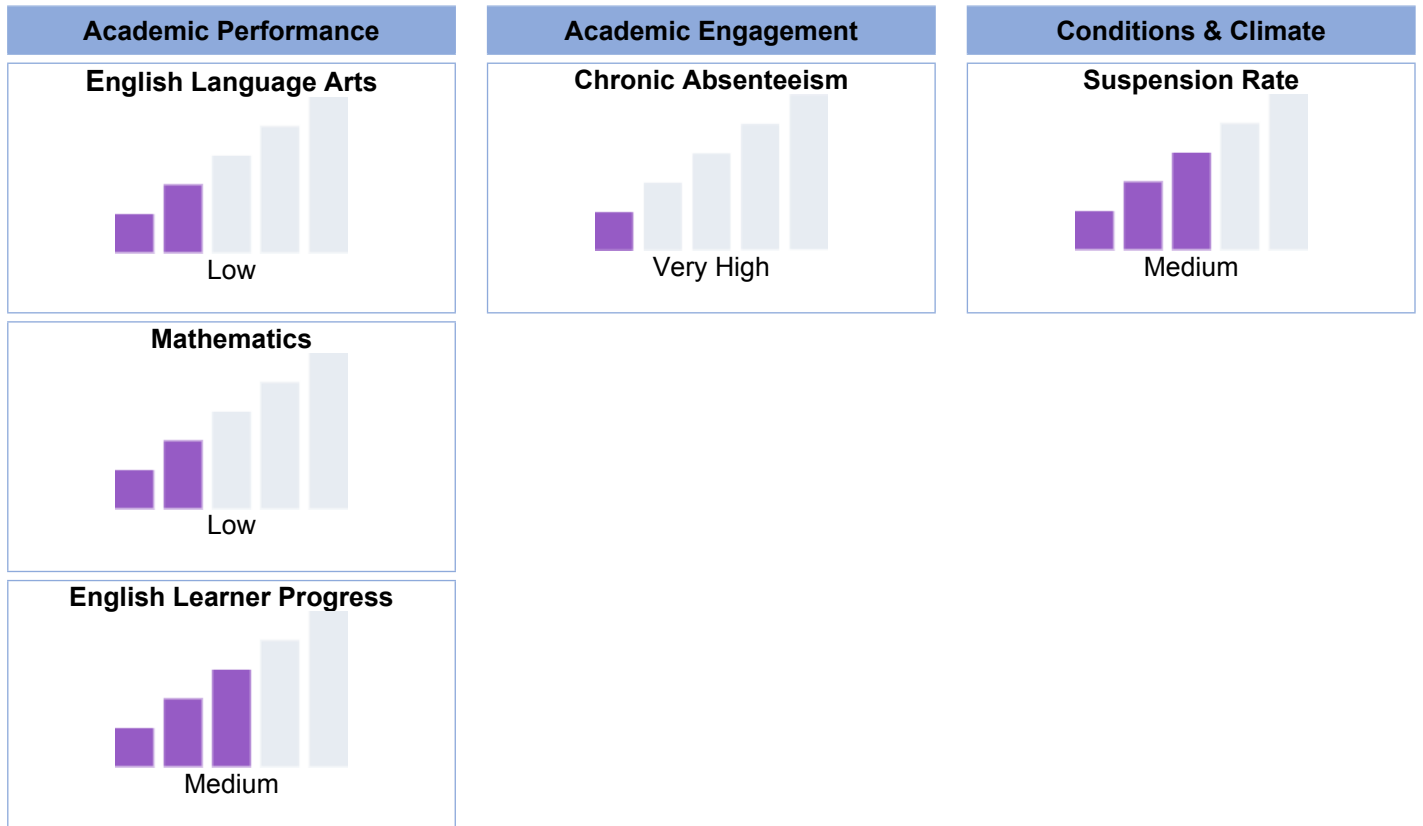 Academic Performance
Academic Engagement
Conditions & Climate
English Language Arts
Low
Chronic Absenteeism
Very High
Suspension Rate
Medium
Mathematics
Low
English Learner Progress
Medium